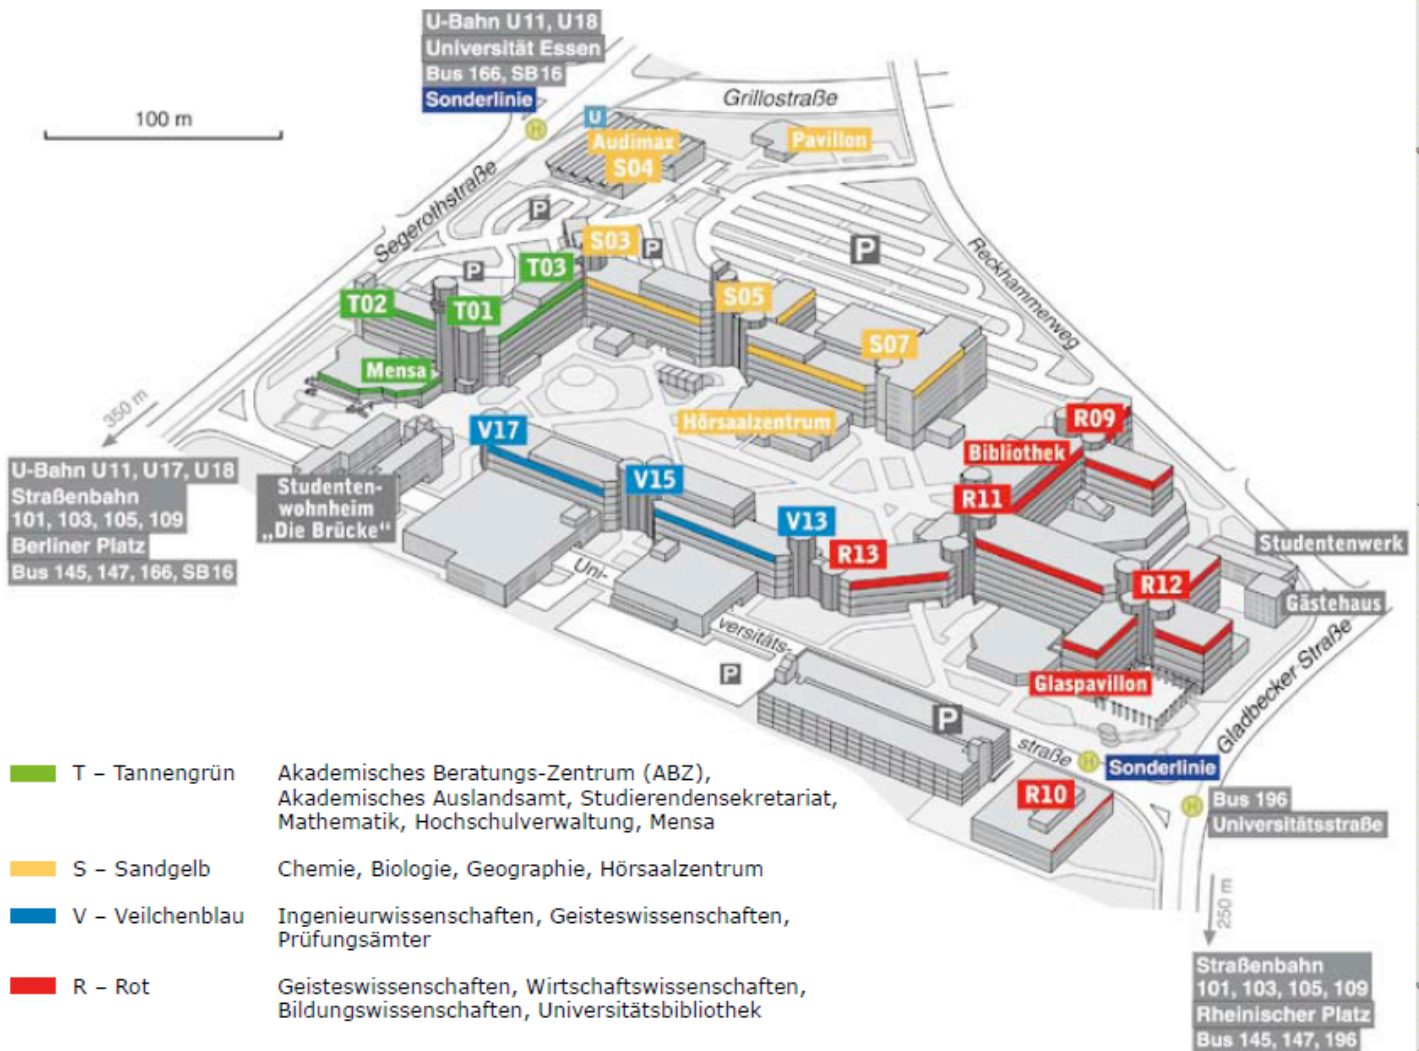 U-Bahn U11, U18
Universität Essen
Bus 166, SB16
Sonderlinie
H
100 m
Grillostraße
U
Audimax
S04
Pavillon
Segerothstraße
P
S03
P
P
P
Reckhammerweg
T03
T02
T01
S05
S07
Mensa
350 m
Hörsaalzentrum
R09
V17
Bibliothek
U-Bahn U11, U17, U18
Straßenbahn
101, 103, 105, 109
Berliner Platz
Bus 145, 147, 166, SB16
Studenten-
wohnheim
„Die Brücke“
V15
R11
V13
R13
Studentenwerk
Uni-
R12
Gästehaus
versitäts-
Gladbecker Straße
P
Glaspavillon
P
straße
H
Sonderlinie
R10
H
Bus 196
Universitätsstraße
250 m
Straßenbahn
101, 103, 105, 109
Rheinischer Platz
Bus 145, 147, 196
T – Tannengrün Akademisches Beratungs-Zentrum (ABZ),
Akademisches Auslandsamt, Studierendensekretariat,
Mathematik, Hochschulverwaltung, Mensa
S – Sandgelb Chemie, Biologie, Geographie, Hörsaalzentrum
V – Veilchenblau Ingenieurwissenschaften, Geisteswissenschaften,
Prüfungsämter
R – Rot Geisteswissenschaften, Wirtschaftswissenschaften,
Bildungswissenschaften, Universitätsbibliothek